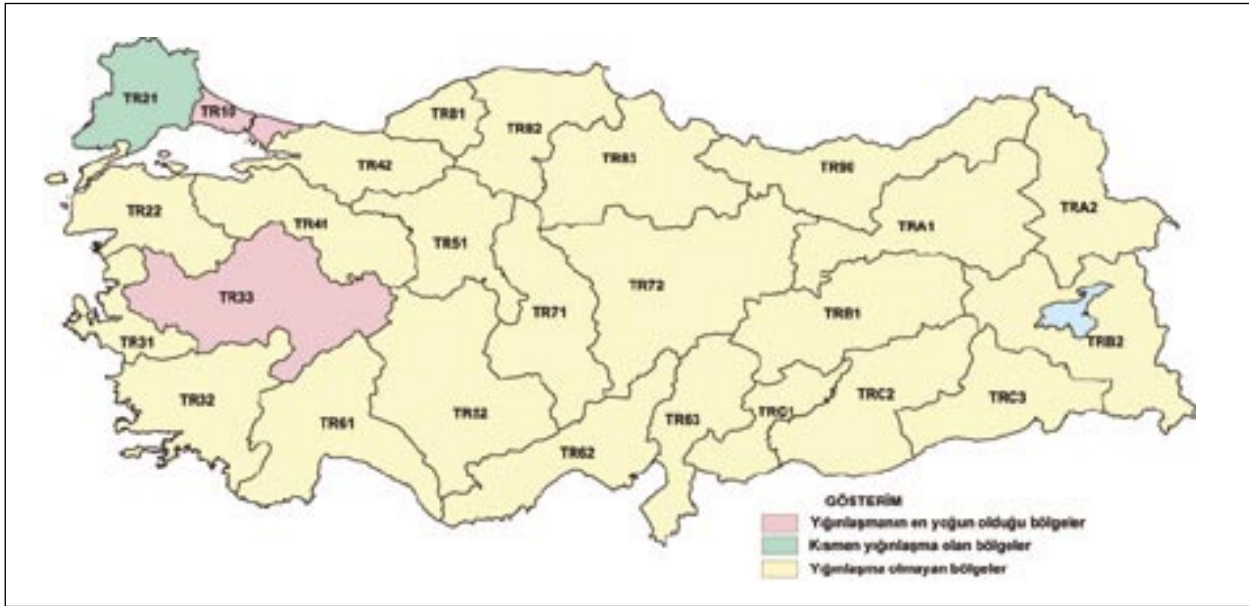 TR21
TR10
TR81
TR82
TR83
TR42
TR90
TRA2
TR22
TR41
TRA1
TR51
TR33
TR72
TR71
TRB1
TR31
TRB2
TR32
TR52
TR61
TR63
TRC1
TRC2
TRC3
TR62
GÖSTERİM
Yığınlaşmanın en yoğun olduğu bölgeler
Kısmen yığınlaşma olan bölgeler
Yığınlaşma olmayan bölgeler